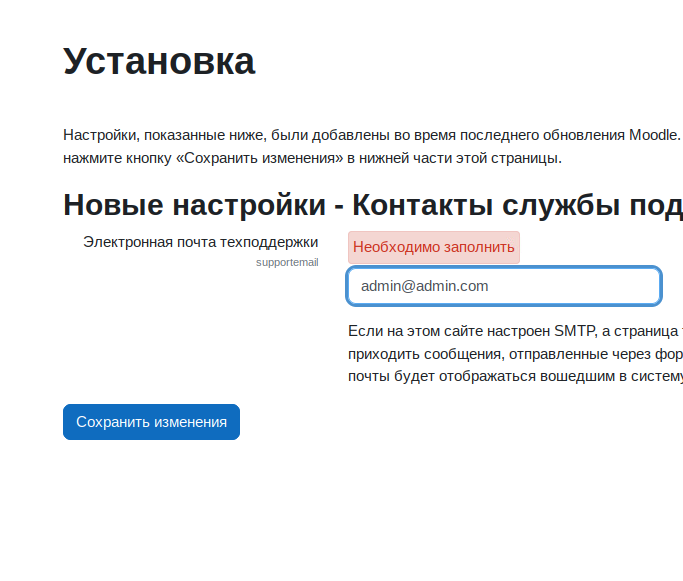 Установка
Настройки, показанные ниже, были добавлены во время последнего обновления Moodle.
нажмите кнопку «Сохранить изменения» в нижней части этой страницы.
Новые настройки - Контакты службы под
Электронная почта техподдержки
Необходимо заполнить
supportemail
admin@admin.com
Если на этом сайте настроен SMTP, а страница
приходить сообщения, отправленные через фор
почты будет отображаться вошедшим в систему
Сохранить изменения